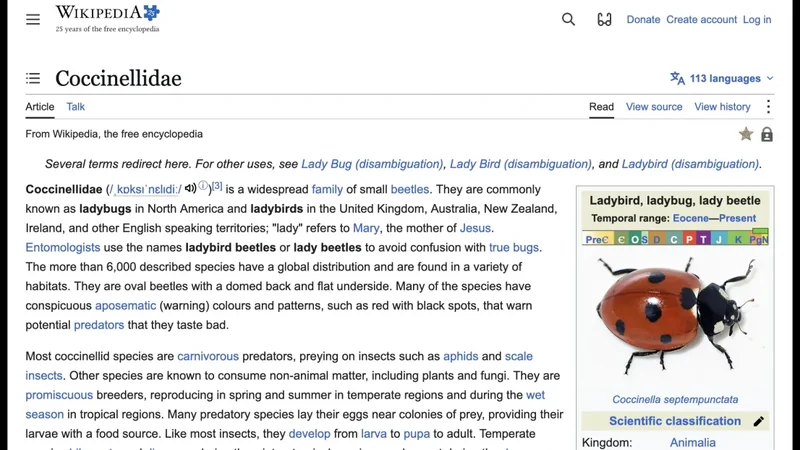 WIKIPEDIA
25 years of the free encyclopedia
Donate Create account Log in
Coccinellidae
113 languages
Article Talk
Read View source View history
From Wikipedia, the free encyclopedia
Several terms redirect here. For other uses, see Lady Bug (disambiguation), Lady Bird (disambiguation), and Ladybird (disambiguation).
Coccinellidae (/ˌkɒksɪˈnɛlɪdiː/ )[3] is a widespread family of small beetles. They are commonly
known as ladybugs in North America and ladybirds in the United Kingdom, Australia, New Zealand,
Ireland, and other English speaking territories; "lady" refers to Mary, the mother of Jesus.
Entomologists use the names ladybird beetles or lady beetles to avoid confusion with true bugs.
The more than 6,000 described species have a global distribution and are found in a variety of
habitats. They are oval beetles with a domed back and flat underside. Many of the species have
conspicuous aposematic (warning) colours and patterns, such as red with black spots, that warn
potential predators that they taste bad.
Most coccinellid species are carnivorous predators, preying on insects such as aphids and scale
insects. Other species are known to consume non-animal matter, including plants and fungi. They are
promiscuous breeders, reproducing in spring and summer in temperate regions and during the wet
season in tropical regions. Many predatory species lay their eggs near colonies of prey, providing their
larvae with a food source. Like most insects, they develop from larva to pupa to adult. Temperate
Ladybird, ladybug, lady beetle
Temporal range: Eocene—Present
PreꞒ Ꞓ O S D C P T J K PgN
Coccinella septempunctata
Scientific classification
Kingdom: Animalia